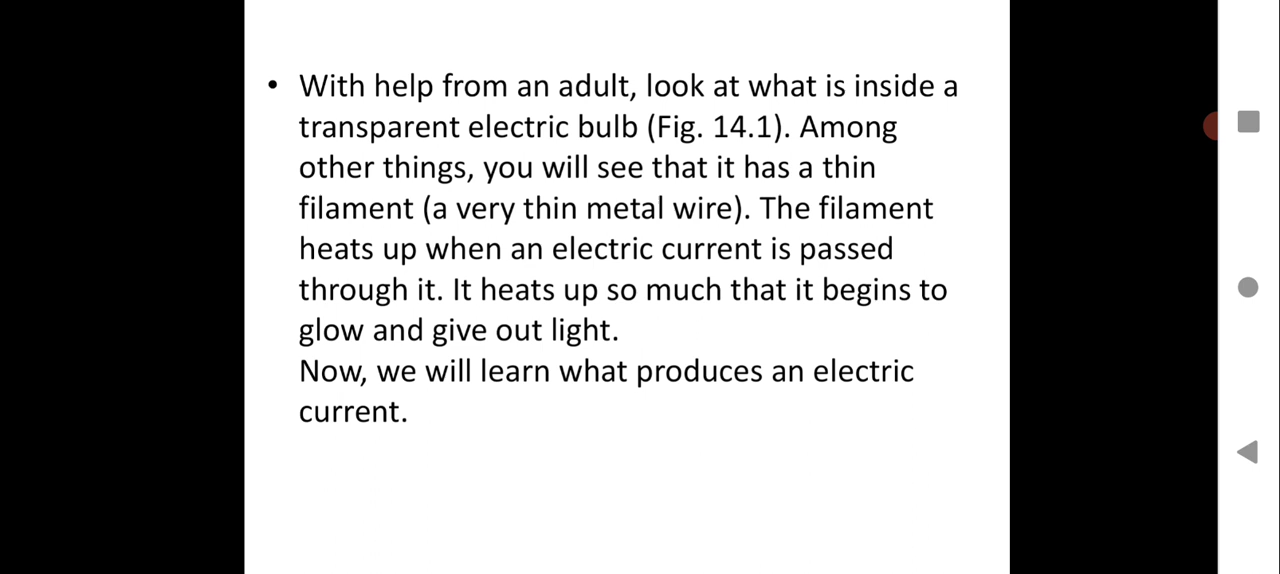 • With help from an adult, look at what is inside a
transparent electric bulb (Fig. 14.1). Among
other things, you will see that it has a thin
filament (a very thin metal wire). The filament
heats up when an electric current is passed
through it. It heats up so much that it begins to
glow and give out light.
Now, we will learn what produces an electric
current.